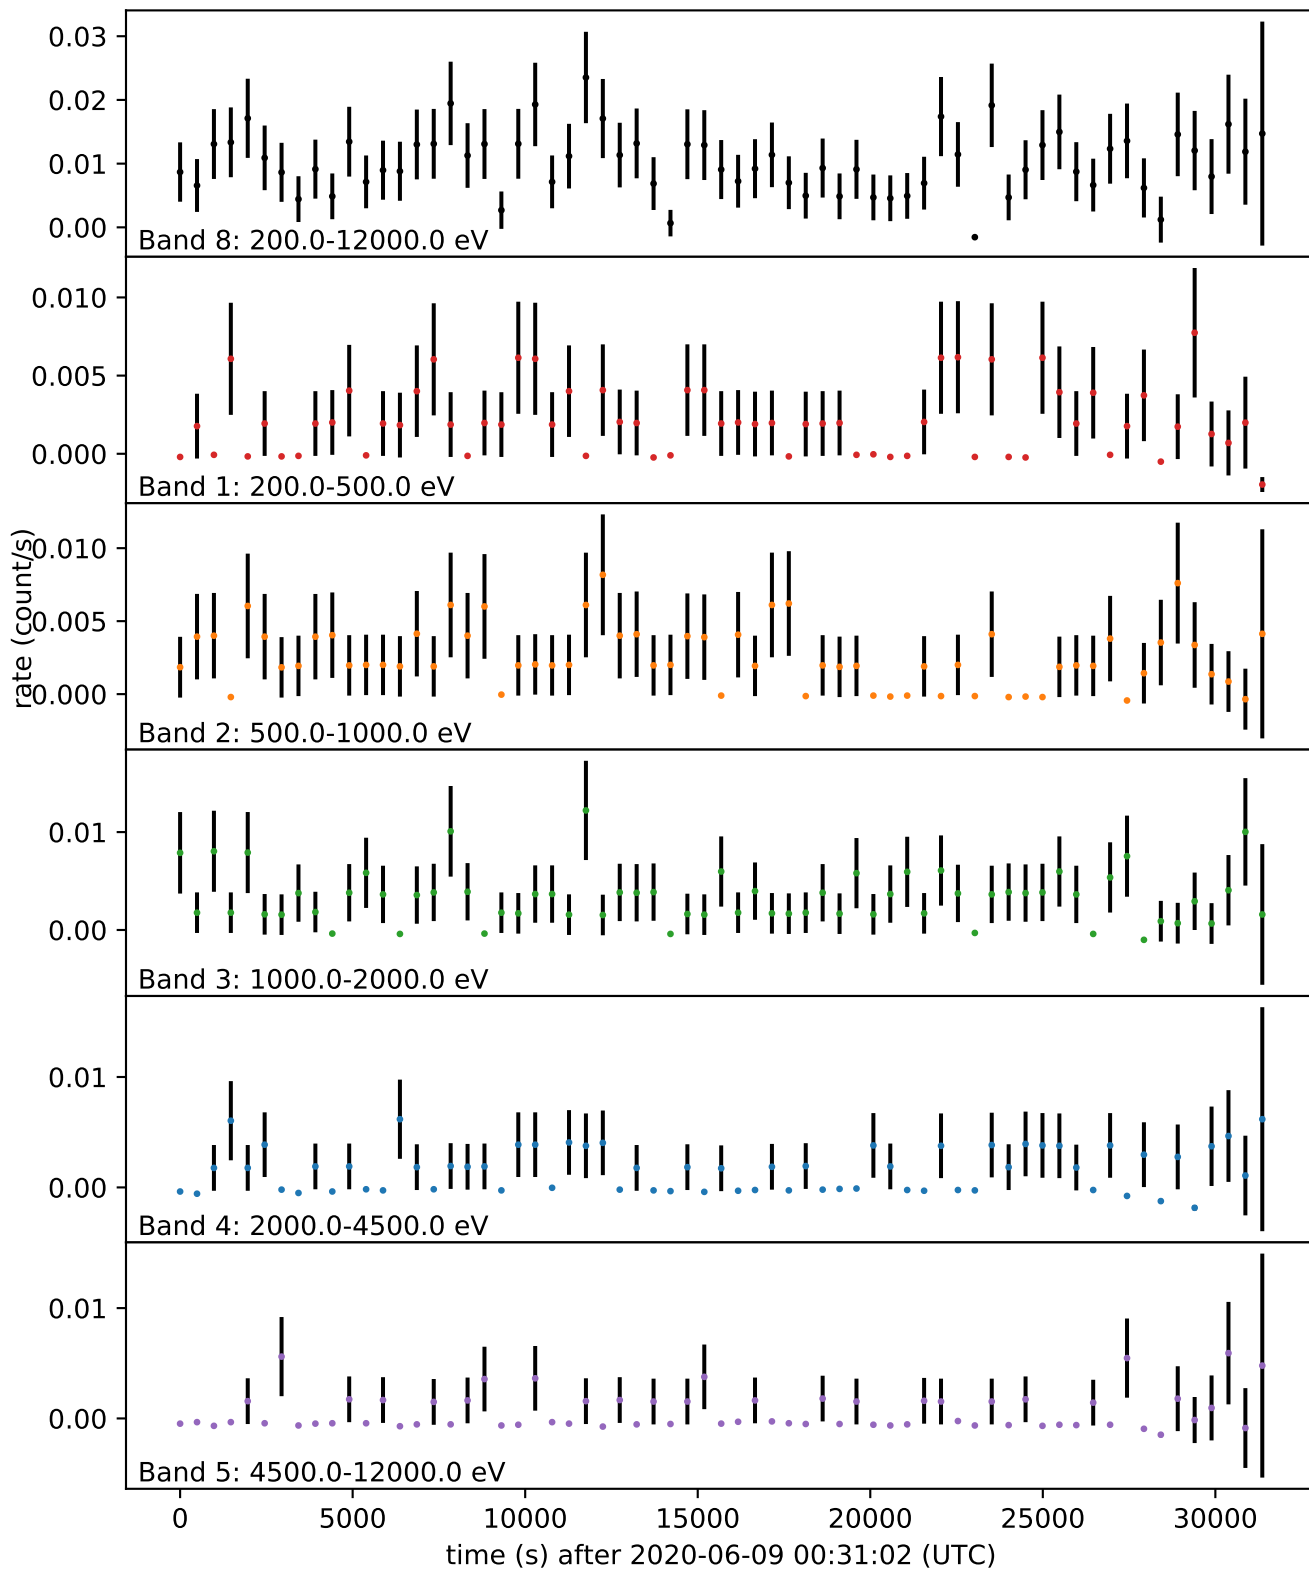 0.03
0.02
0.01
0.00
Band 8: 200.0-12000.0 eV
0.010
0.005
0.000
Band 1: 200.0-500.0 eV
rate (count/s)
0.010
0.005
0.000
Band 2: 500.0-1000.0 eV
0.01
0.00
Band 3: 1000.0-2000.0 eV
0.01
0.00
Band 4: 2000.0-4500.0 eV
0.01
0.00
Band 5: 4500.0-12000.0 eV
0 5000 10000 15000 20000 25000 30000
time (s) after 2020-06-09 00:31:02 (UTC)